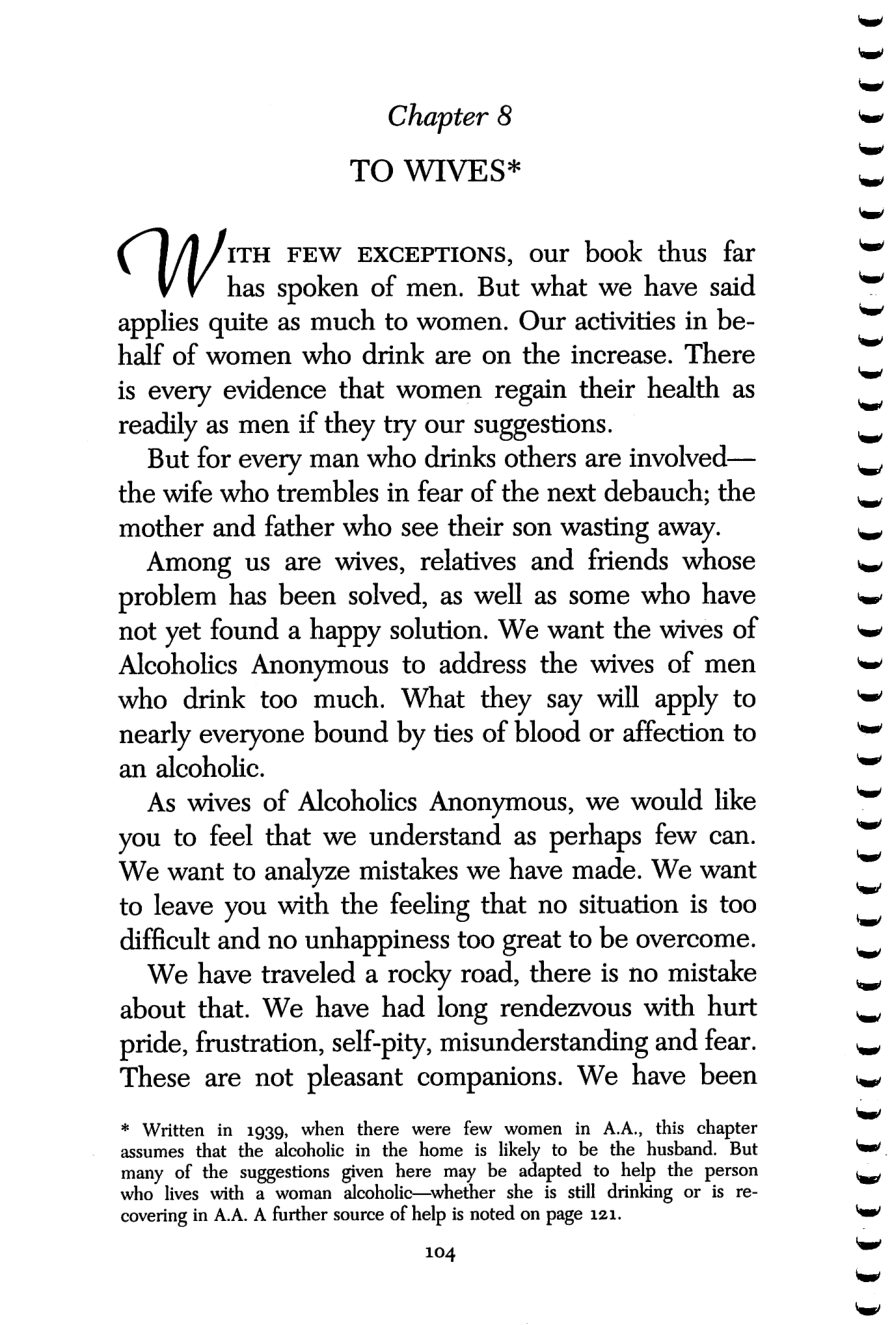 Chapter 8
TO WIVES*
WITH FEW EXCEPTIONS, our book thus far
has spoken of men. But what we have said
applies quite as much to women. Our activities in be-
half of women who drink are on the increase. There
is every evidence that women regain their health as
readily as men if they try our suggestions.
But for every man who drinks others are involved—
the wife who trembles in fear of the next debauch; the
mother and father who see their son wasting away.
Among us are wives, relatives and friends whose
problem has been solved, as well as some who have
not yet found a happy solution. We want the wives of
Alcoholics Anonymous to address the wives of men
who drink too much. What they say will apply to
nearly everyone bound by ties of blood or affection to
an alcoholic.
As wives of Alcoholics Anonymous, we would like
you to feel that we understand as perhaps few can.
We want to analyze mistakes we have made. We want
to leave you with the feeling that no situation is too
difficult and no unhappiness too great to be overcome.
We have traveled a rocky road, there is no mistake
about that. We have had long rendezvous with hurt
pride, frustration, self-pity, misunderstanding and fear.
These are not pleasant companions. We have been
* Written in 1939, when there were few women in A.A., this chapter
assumes that the alcoholic in the home is likely to be the husband. But
many of the suggestions given here may be adapted to help the person
who lives with a woman alcoholic—whether she is still drinking or is re-
covering in A.A. A further source of help is noted on page 121.
104